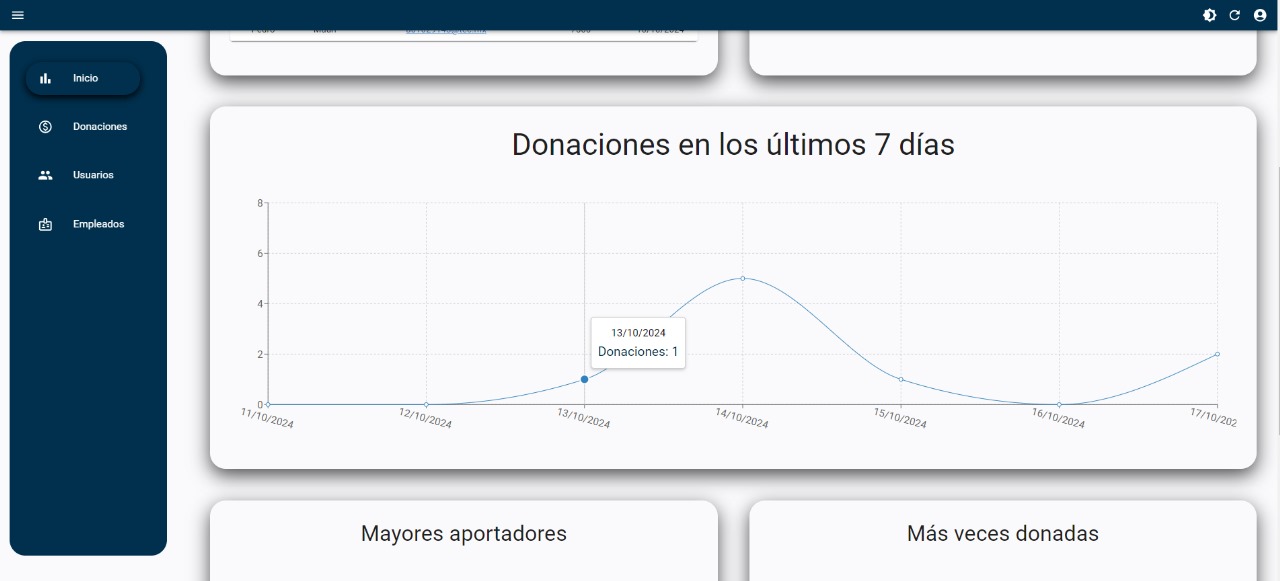 Inicio
Donaciones
Usuarios
Empleados
Donaciones en los últimos 7 días
8
6
4
2
0
13/10/2024
Donaciones: 1
11/10/2024
12/10/2024
13/10/2024
14/10/2024
15/10/2024
16/10/2024
17/10/202
Mayores aportadores
Más veces donadas